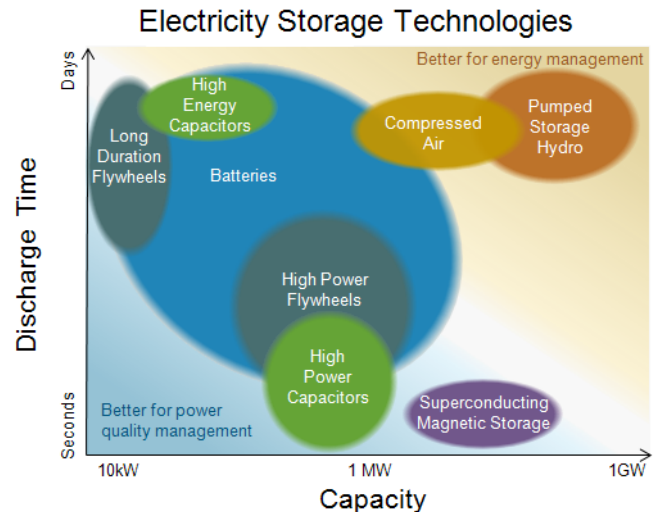 Electricity Storage Technologies
Better for energy management
Days
High
Energy
Capacitors
Long
Duration
Flywheels
Batteries
Compressed
Air
Pumped
Storage
Hydro
Discharge Time
High Power
Flywheels
High
Power
Capacitors
Superconducting
Magnetic Storage
Better for power
quality management
Seconds
10kW
1 MW
1GW
Capacity